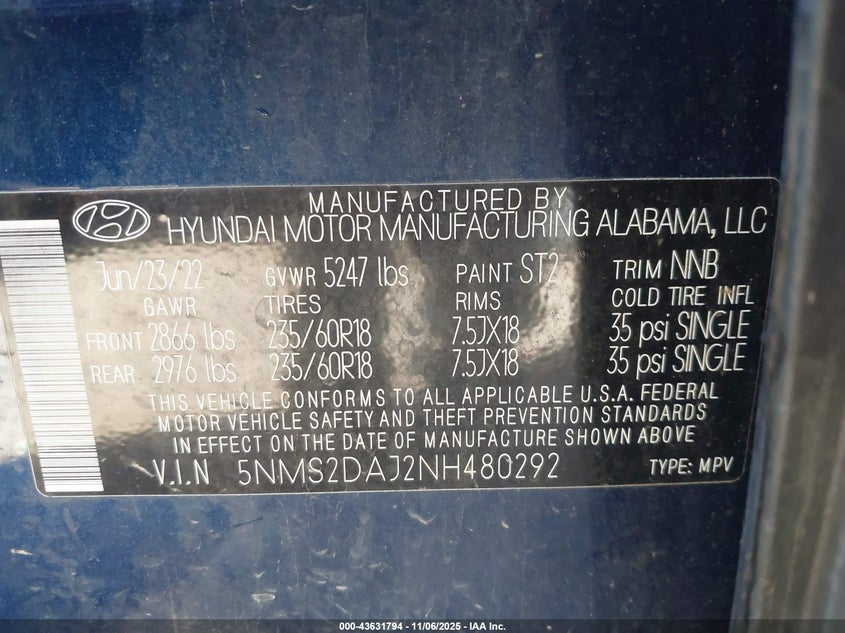 MANUFACTURED BY
HYUNDAI MOTOR MANUFACTURING ALABAMA, LLC
Jun/23/22 GVWR 5247 lbs PAINT ST2 TRIM NNB
GAWR TIRES RIMS COLD TIRE INFL
FRONT 2866 lbs 235/60R18 7.5JX18 35 psi SINGLE
REAR 2976 lbs 235/60R18 7.5JX18 35 psi SINGLE
THIS VEHICLE CONFORMS TO ALL APPLICABLE U.S.A. FEDERAL
MOTOR VEHICLE SAFETY AND THEFT PREVENTION STANDARDS
IN EFFECT ON THE DATE OF MANUFACTURE SHOWN ABOVE.
V.I.N 5NMS2DAJ2NH480292 TYPE: MPV
000-43631794 - 11/06/2025 - IAA Inc.